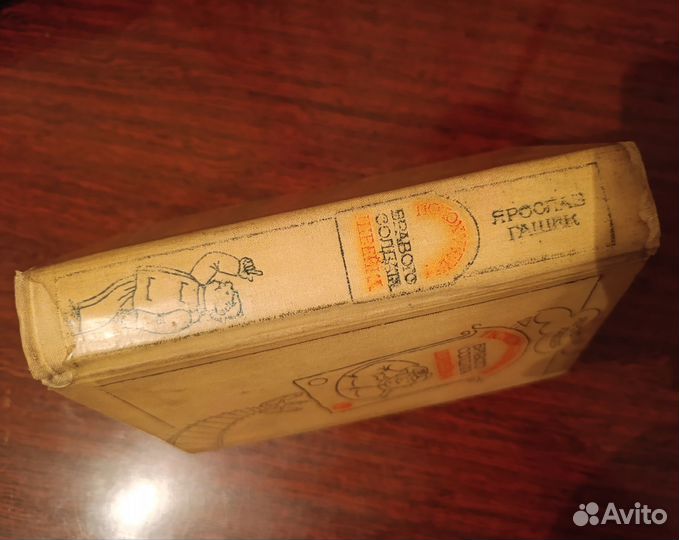 ЯРОСЛАВ
ГАШЕК
ПОХОЖДЕНИЯ
БРАВОГО
СОЛДАТА
ШВЕЙКА
Avito